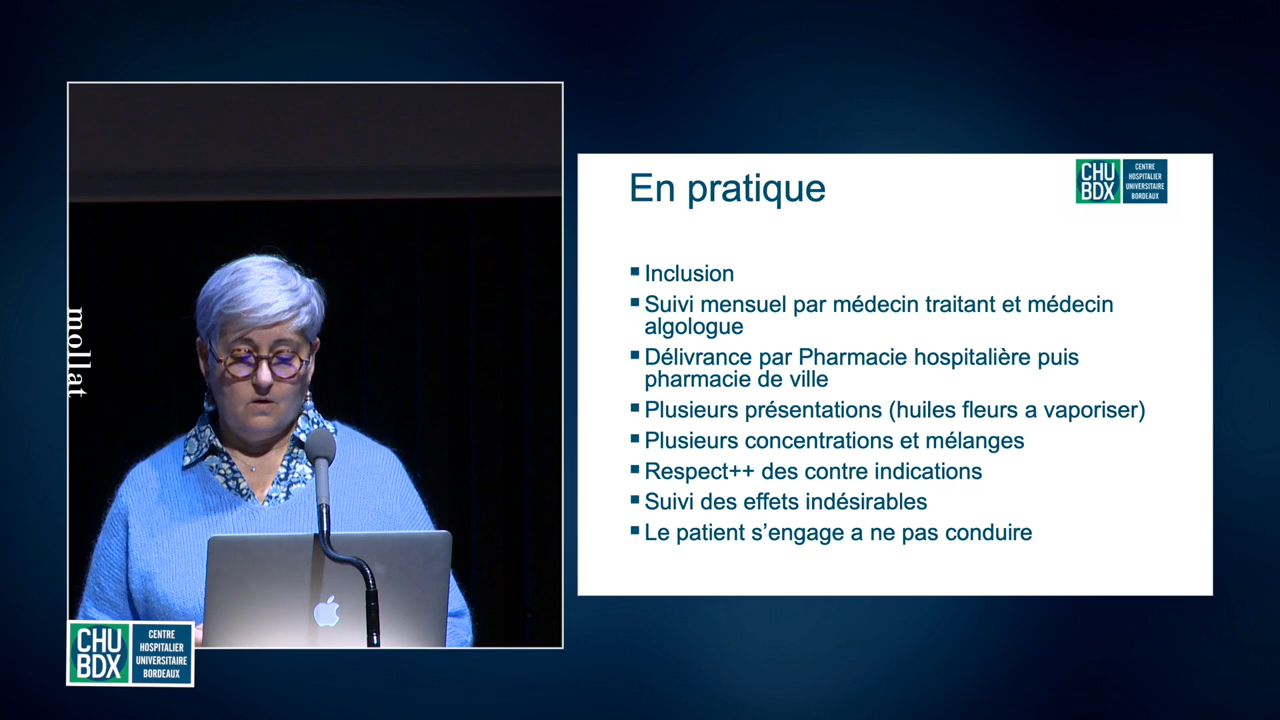 mollat
CHU
BDX
CENTRE
HOSPITALIER
UNIVERSITAIRE
BORDEAUX
En pratique
CHU
BDX
CENTRE
HOSPITALIER
UNIVERSITAIRE
BORDEAUX
Inclusion
Suivi mensuel par médecin traitant et médecin
algologue
Délivrance par Pharmacie hospitalière puis
pharmacie de ville
Plusieurs présentations (huiles fleurs a vaporiser)
Plusieurs concentrations et mélanges
Respect++ des contre indications
Suivi des effets indésirables
Le patient s’engage a ne pas conduire